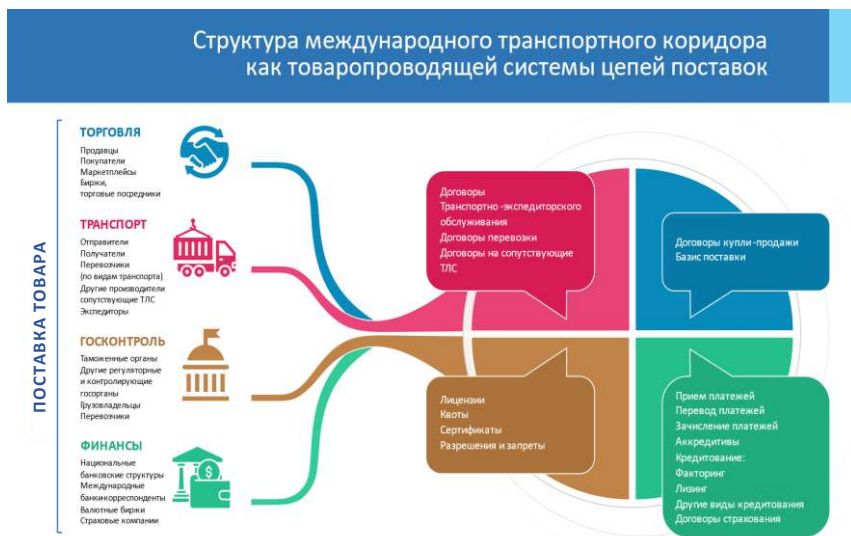 Структура международного транспортного коридора
как товаропроводящей системы цепей поставок
ПОСТАВКА ТОВАРА
ТОРГОВЛЯ
Продавцы
Покупатели
Маркетплейсы
Биржи,
торговые посредники
ТРАНСПОРТ
Отправители
Получатели
Перевозчики
(по видам транспорта)
Другие производители
сопутствующие ТЛС
Экспедиторы
ГОСКОНТРОЛЬ
Таможенные органы
Другие регуляторные
и контролирующие
госорганы
Грузовладельцы
Перевозчики
ФИНАНСЫ
Национальные
банковские структуры
Международные
банкикорреспонденты
Валютные биржи
Страховые компании
Договоры
Транспортно -экспедиторского
обслуживания
Договоры перевозки
Договоры на сопутствующие
ТЛС
Договоры купли -продажи
Базис поставки
Лицензии
Квоты
Сертификаты
Разрешения и запреты
Прием платежей
Перевод платежей
Зачисление платежей
Аккредитивы
Кредитование:
Факторинг
Лизинг
Другие виды кредитования
Договоры страхования